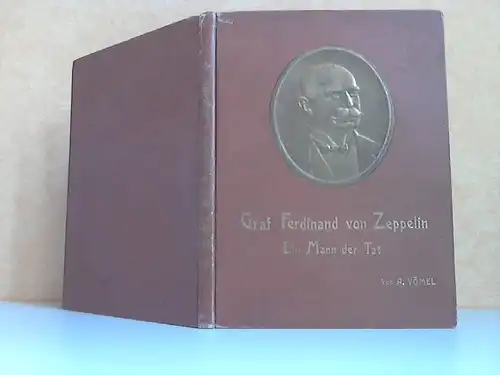 Graf Ferdinand von Zeppelin
Ein Mann der Tat
Von A. VÖMEL